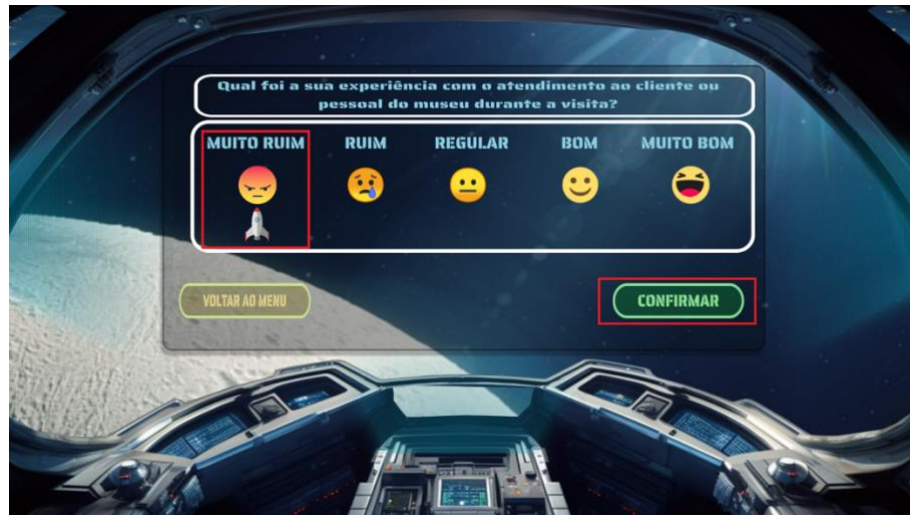 Qual foi a sua experiência com o atendimento ao cliente ou
pessoal do museu durante a visita?
MUITO RUIM RUIM REGULAR BOM MUITO BOM
VOLTAR AO MENU CONFIRMAR